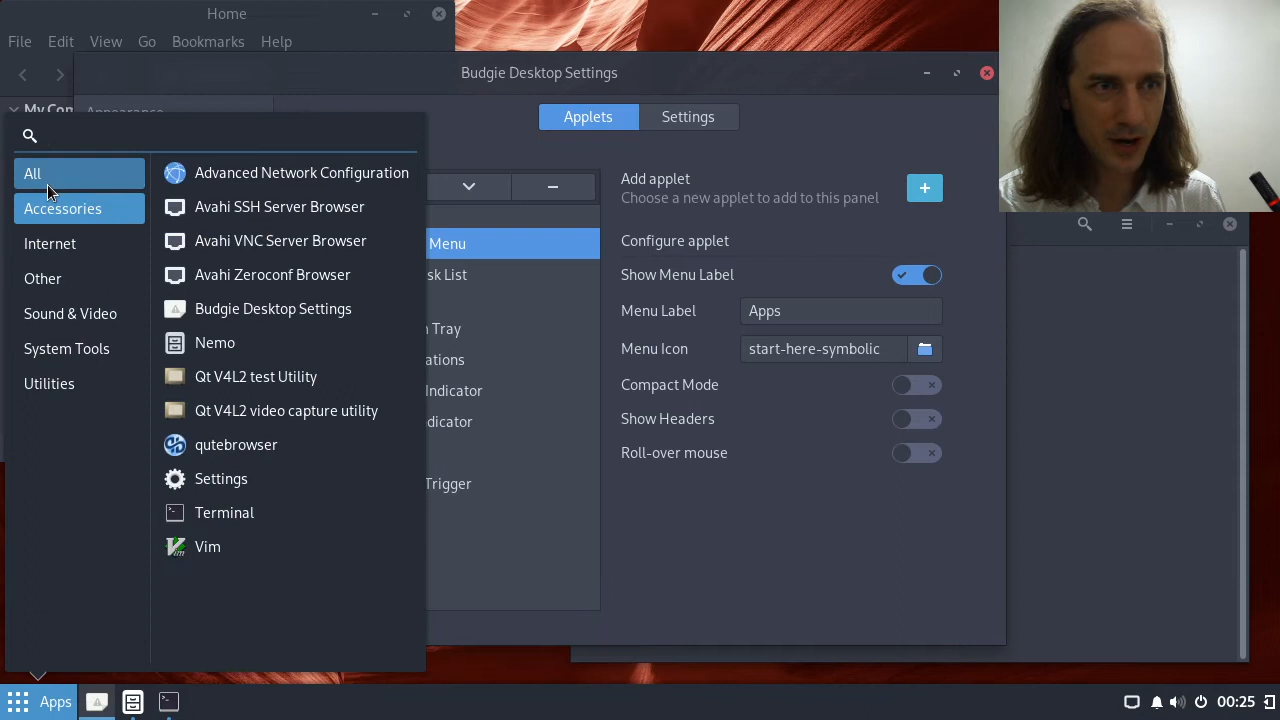 Home
File Edit View Go Bookmarks Help
My Con
Appearance
Budgie Desktop Settings
Applets Settings
All
Accessories
Internet
Other
Sound & Video
System Tools
Utilities
Advanced Network Configuration
Avahi SSH Server Browser
Avahi VNC Server Browser
Avahi Zeroconf Browser
Budgie Desktop Settings
Nemo
Qt V4L2 test Utility
Qt V4L2 video capture utility
qutebrowser
Settings
Terminal
Vim
Menu
sk List
n Tray
ations
Indicator
dicator
Trigger
Add applet
Choose a new applet to add to this panel
Configure applet
Show Menu Label
Menu Label Apps
Menu Icon start-here-symbolic
Compact Mode
Show Headers
Roll-over mouse
Apps
00:25